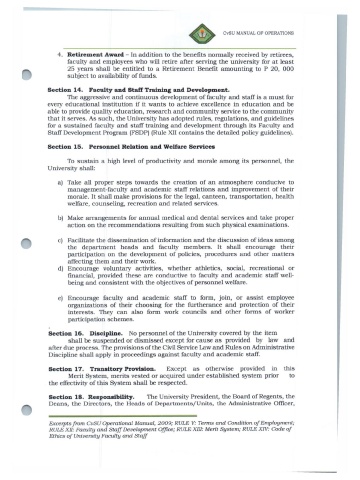 CvSU MANUAL OF OPERATIONS
4. Retirement Award – In addition to the benefits normally received by retirees,
faculty and employees who will retire after serving the university for at least
25 years shall be entitled to a Retirement Benefit amounting to P 20, 000
subject to availability of funds.
Section 14. Faculty and Staff Training and Development.
The aggressive and continuous development of faculty and staff is a must for
every educational institution if it wants to achieve excellence in education and be
able to provide quality education, research and community service to the community
that it serves. As such, the University has adopted rules, regulations, and guidelines
for a sustained faculty and staff training and development through its Faculty and
Staff Development Program (FSDP) (Rule XII contains the detailed policy guidelines).
Section 15. Personnel Relation and Welfare Services
To sustain a high level of productivity and morale among its personnel, the
University shall:
a) Take all proper steps towards the creation of an atmosphere conducive to
management-faculty and academic staff relations and improvement of their
morale. It shall make provisions for the legal, canteen, transportation, health
welfare, counseling, recreation and related services.
b) Make arrangements for annual medical and dental services and take proper
action on the recommendations resulting from such physical examinations.
c) Facilitate the dissemination of information and the discussion of ideas among
the department heads and faculty members. It shall encourage their
participation on the development of policies, procedures and other matters
affecting them and their work.
d) Encourage voluntary activities, whether athletics, social, recreational or
financial, provided these are conducive to faculty and academic staff well-
being and consistent with the objectives of personnel welfare.
e) Encourage faculty and academic staff to form, join, or assist employee
organizations of their choosing for the furtherance and protection of their
interests. They can also form work councils and other forms of worker
participation schemes.
Section 16. Discipline. No personnel of the University covered by the item
shall be suspended or dismissed except for cause as provided by law and
after due process. The provisions of the Civil Service Law and Rules on Administrative
Discipline shall apply in proceedings against faculty and academic staff.
Section 17. Transitory Provision. Except as otherwise provided in this
Merit System, merits vested or acquired under established system prior to
the effectivity of this System shall be respected.
Section 18. Responsibility. The University President, the Board of Regents, the
Deans, the Directors, the Heads of Departments/Units, the Administrative Officer,
Excerpts from CvSU Operational Manual, 2009; RULE V: Terms and Condition of Employment;
RULE XII: Faculty and Staff Development Office; RULE XIII: Merit System; RULE XIV: Code of
Ethics of University Faculty and Staff